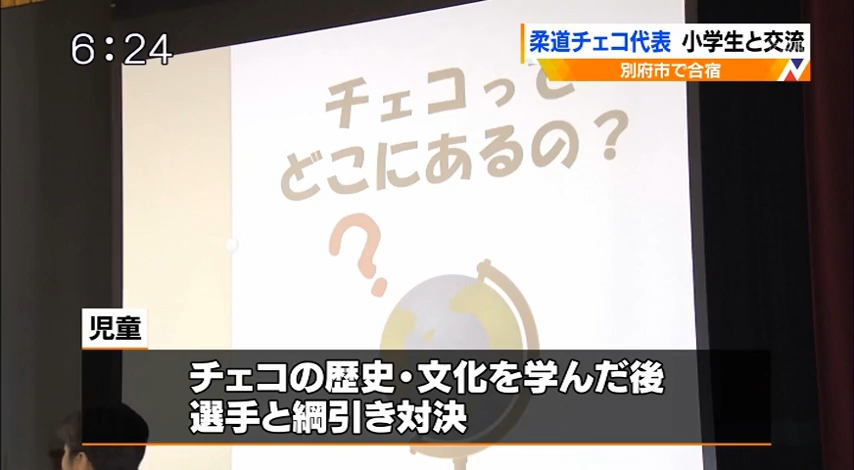 6:24
柔道チェコ代表 小学生と交流
別府市で合宿
チェコって
どこにあるの？
?
児童
チェコの歴史・文化を学んだ後
選手と綱引き対決